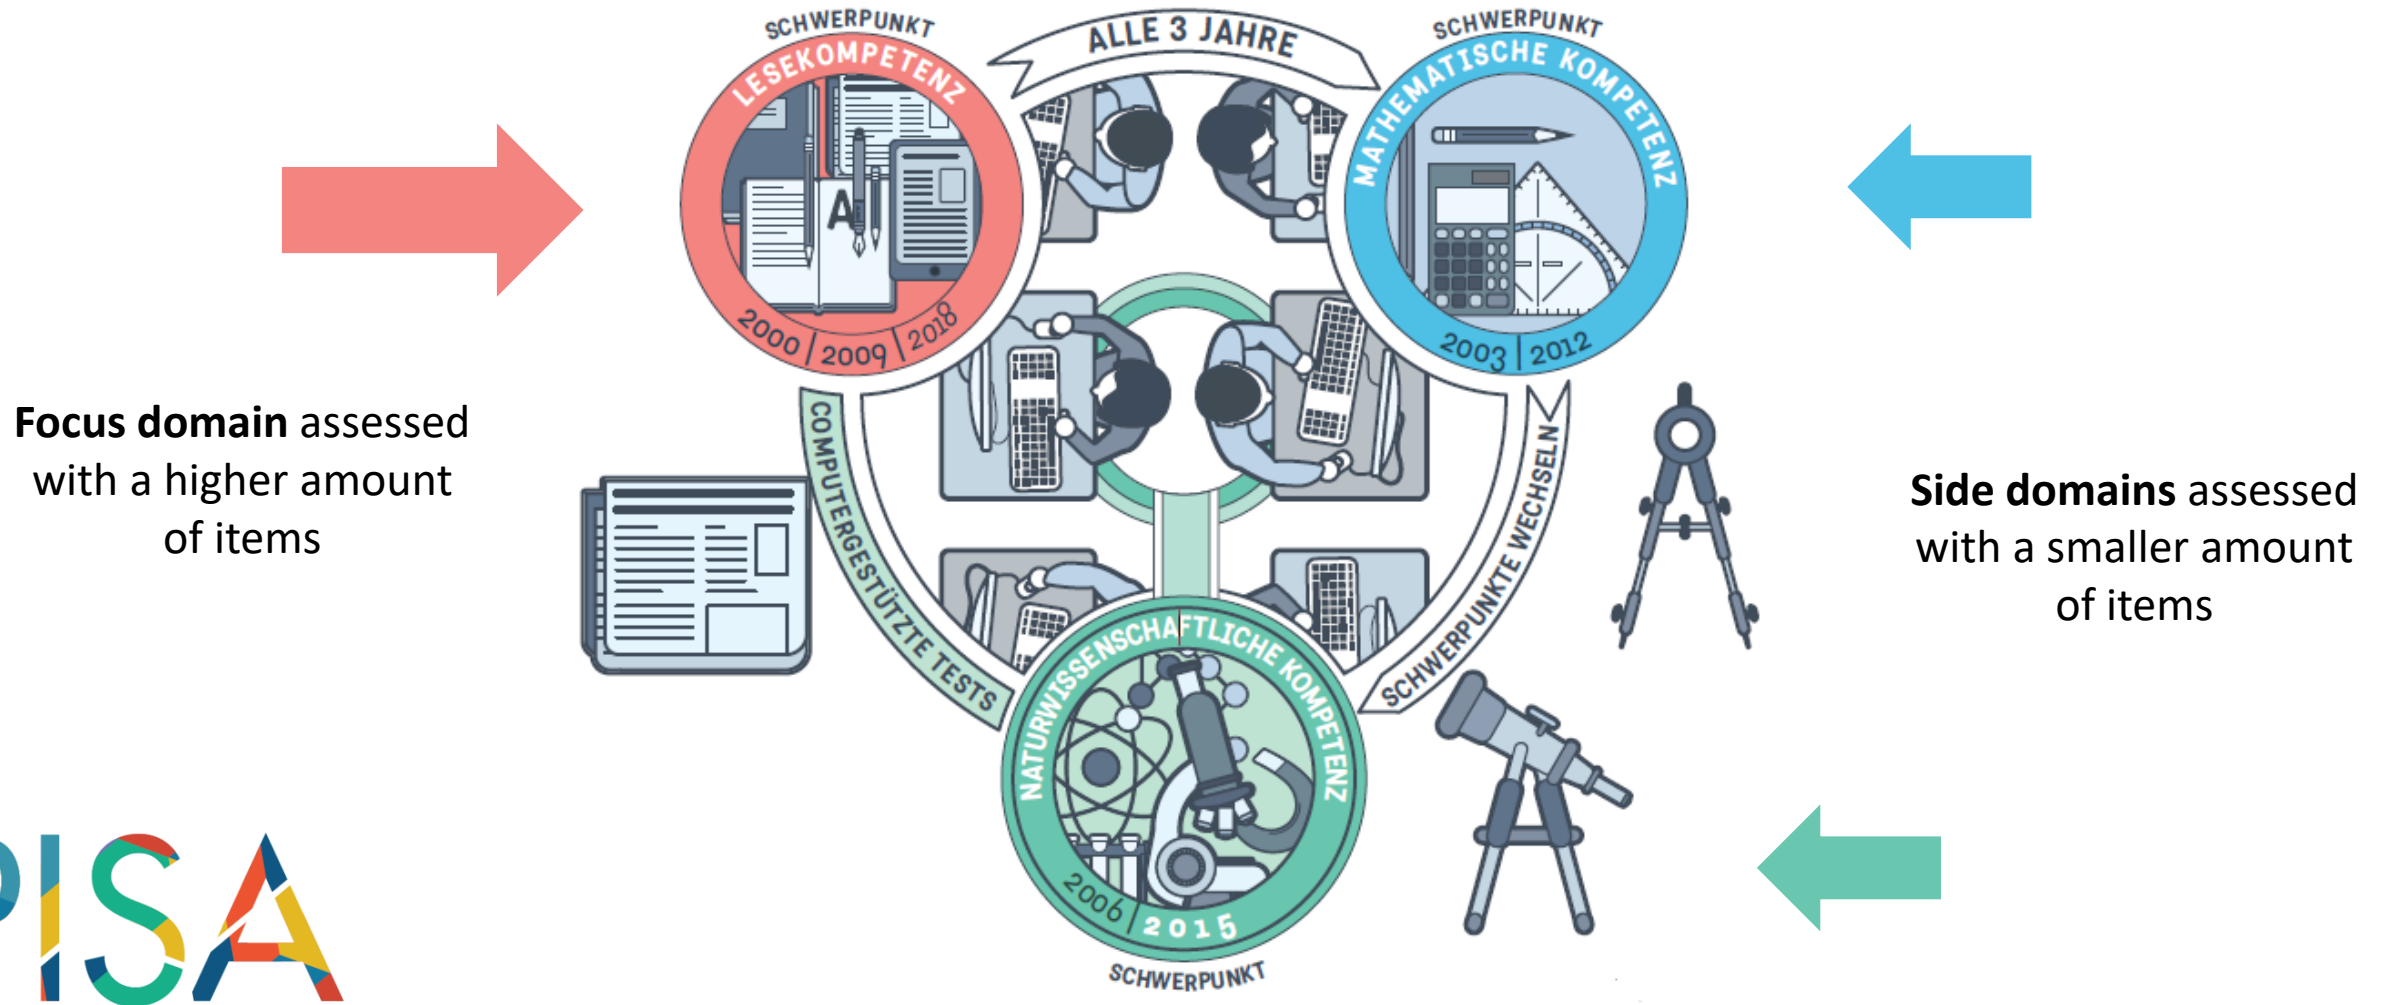 SCHWERPUNKT
LESEKOMPETENZ
2000 | 2009 | 2018
ALLE 3 JAHRE
SCHWERPUNKT
MATHEMATISCHE KOMPETENZ
2003 | 2012
A
Focus domain assessed
with a higher amount
of items
COMPUTERGESTÜTZTE TESTS
SCHWERPUNKTE WECHSELN
Side domains assessed
with a smaller amount
of items
NATURWISSENSCHAFTLICHE KOMPETENZ
2006 | 2015
SCHWERPUNKT
PISA